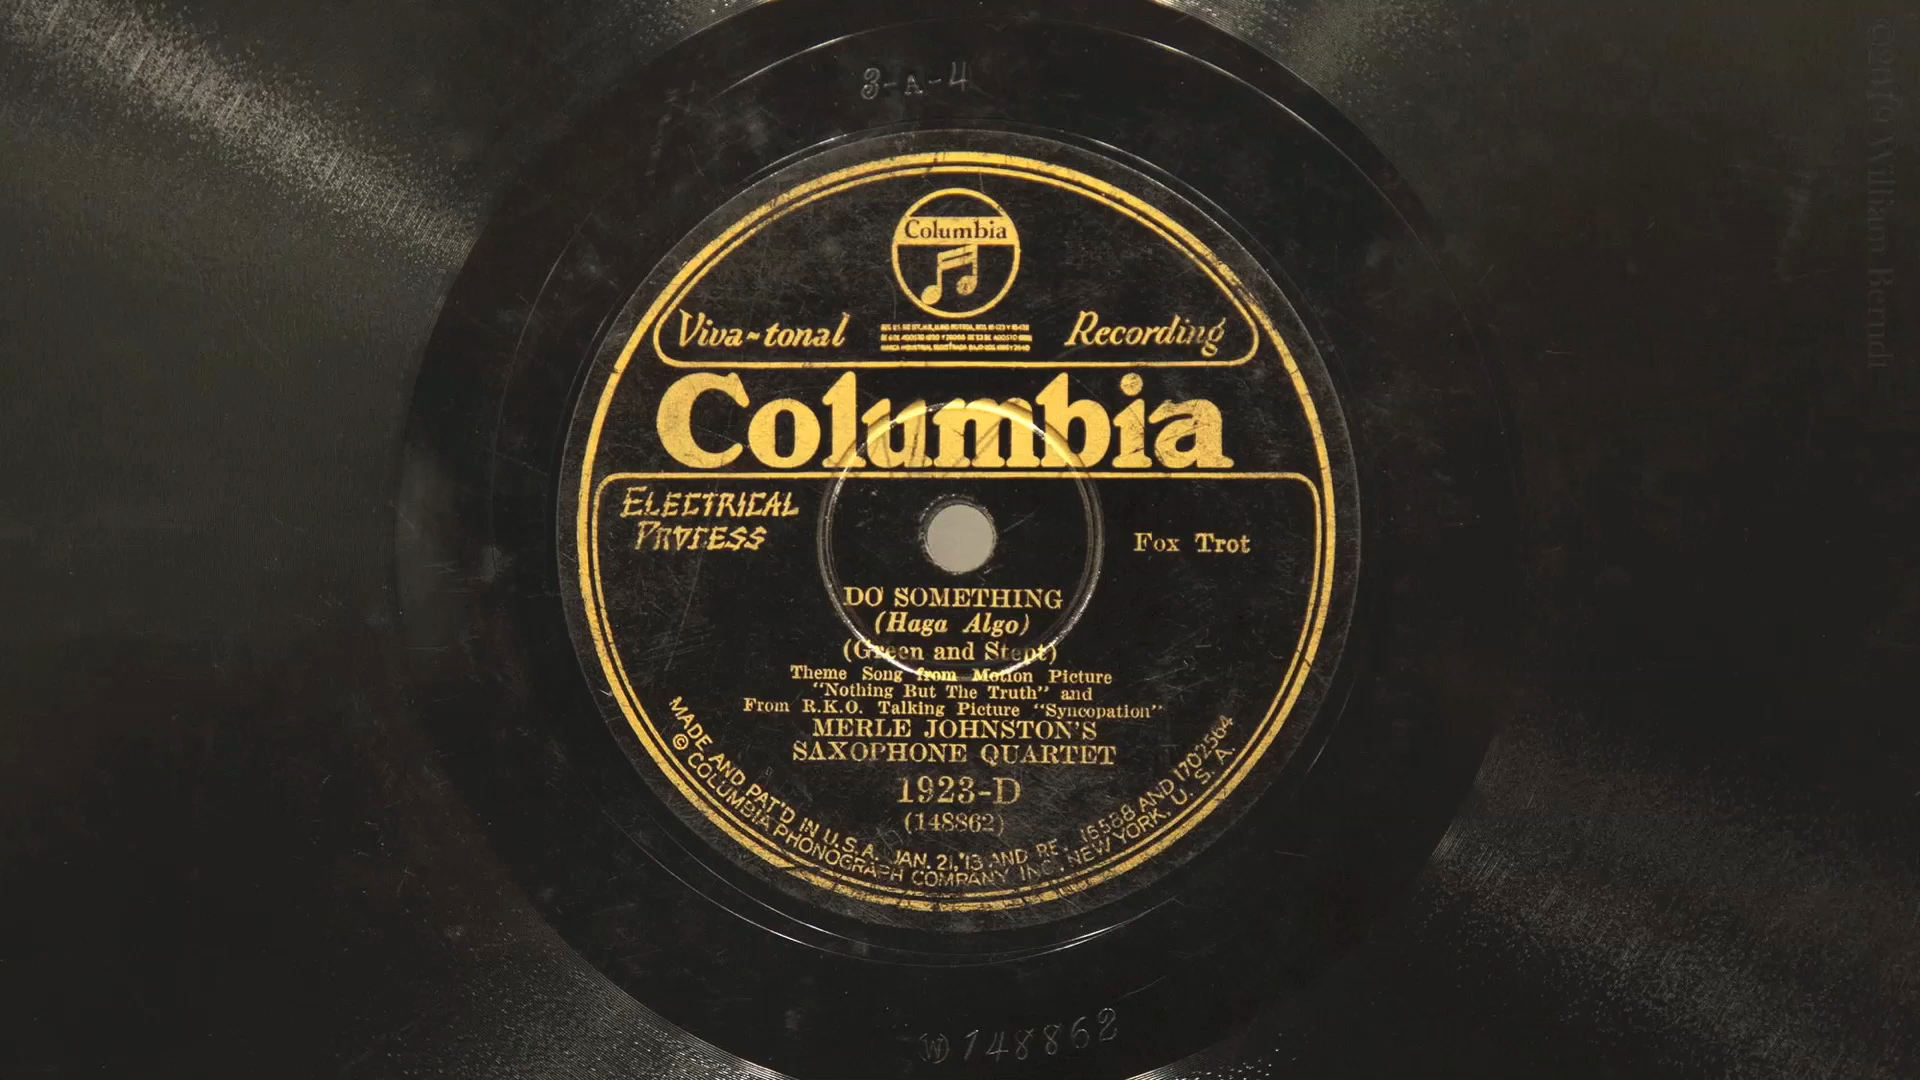 3-A-4
Columbia
Viva-tonal Recording
Columbia
ELECTRICAL
PROCESS
Fox Trot
DO SOMETHING
(Haga Algo)
(Green and Stept)
Theme Song from Motion Picture
"Nothing But The Truth" and
From R.K.O. Talking Picture "Syncopation"
MERLE JOHNSTON'S
SAXOPHONE QUARTET
1923-D
(148862)
MADE AND PAT'D IN U.S.A. JAN. 21,'13 AND RE. 16588 AND 1702564
© COLUMBIA PHONOGRAPH COMPANY INC., NEW YORK, U. S. A.
W 148862
©2019 William Berndt